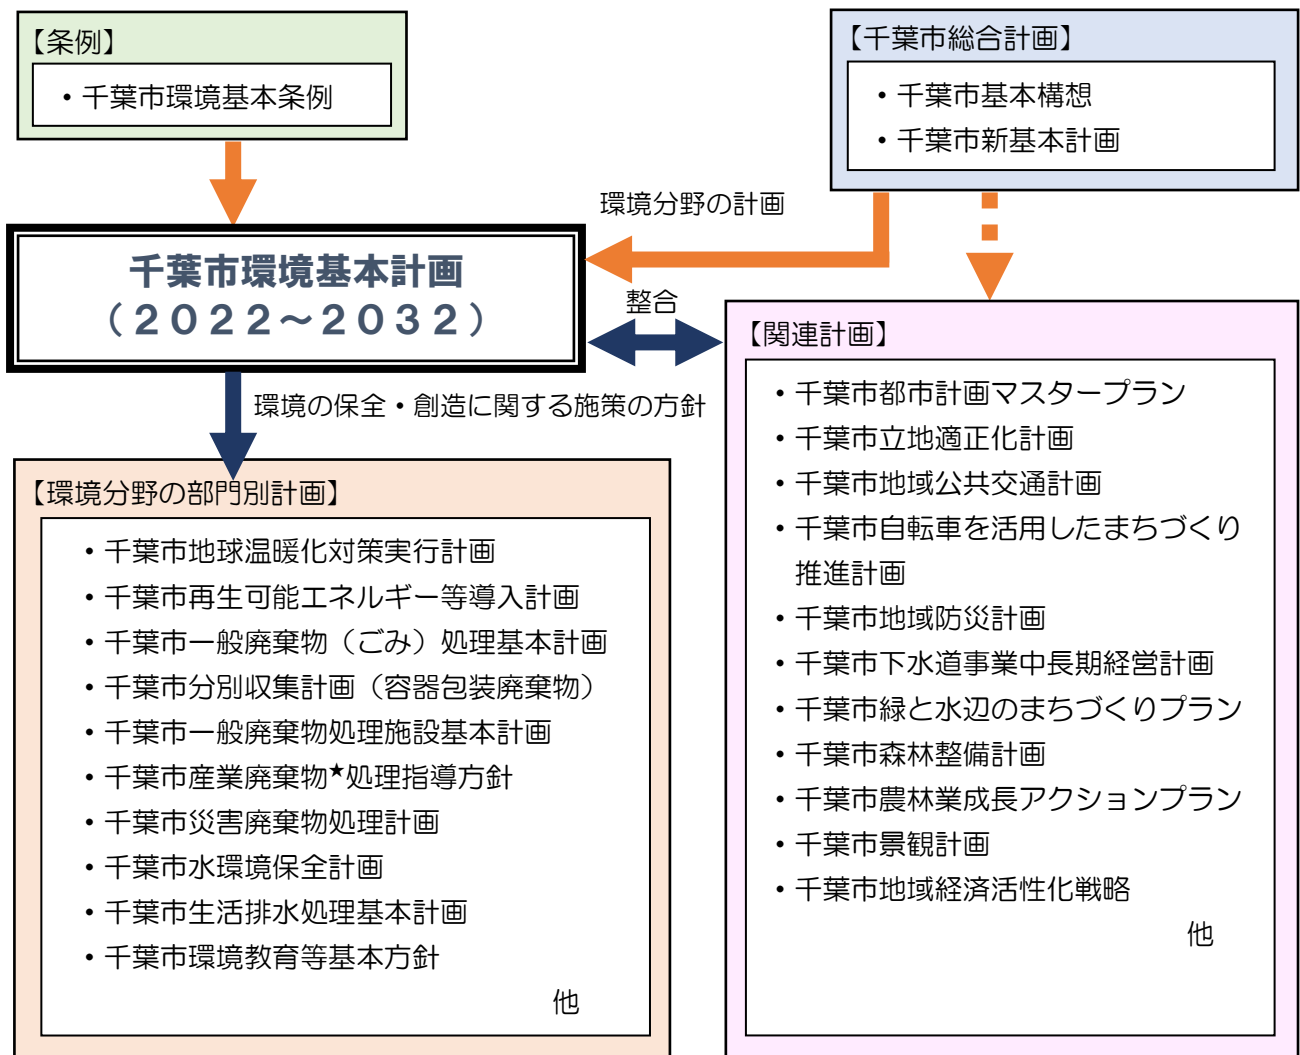 【条例】
・千葉市環境基本条例
【千葉市総合計画】
・千葉市基本構想
・千葉市新基本計画
環境分野の計画
千葉市環境基本計画
（２０２２～２０３２）
整合
環境の保全・創造に関する施策の方針
【環境分野の部門別計画】
・千葉市地球温暖化対策実行計画
・千葉市再生可能エネルギー等導入計画
・千葉市一般廃棄物（ごみ）処理基本計画
・千葉市分別収集計画（容器包装廃棄物）
・千葉市一般廃棄物処理施設基本計画
・千葉市産業廃棄物★処理指導方針
・千葉市災害廃棄物処理計画
・千葉市水環境保全計画
・千葉市生活排水処理基本計画
・千葉市環境教育等基本方針
他
【関連計画】
・千葉市都市計画マスタープラン
・千葉市立地適正化計画
・千葉市地域公共交通計画
・千葉市自転車を活用したまちづくり
推進計画
・千葉市地域防災計画
・千葉市下水道事業中長期経営計画
・千葉市緑と水辺のまちづくりプラン
・千葉市森林整備計画
・千葉市農林業成長アクションプラン
・千葉市景観計画
・千葉市地域経済活性化戦略
他